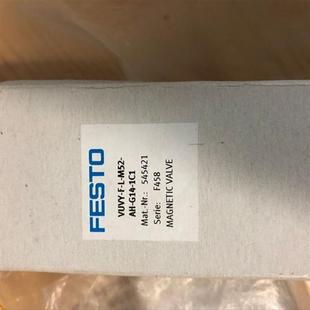 FESTO
VUVY-F-L-M52-
AH-G14-1C1
Mat.-Nr.: 545421
Serie: F458
MAGNETIC VALVE